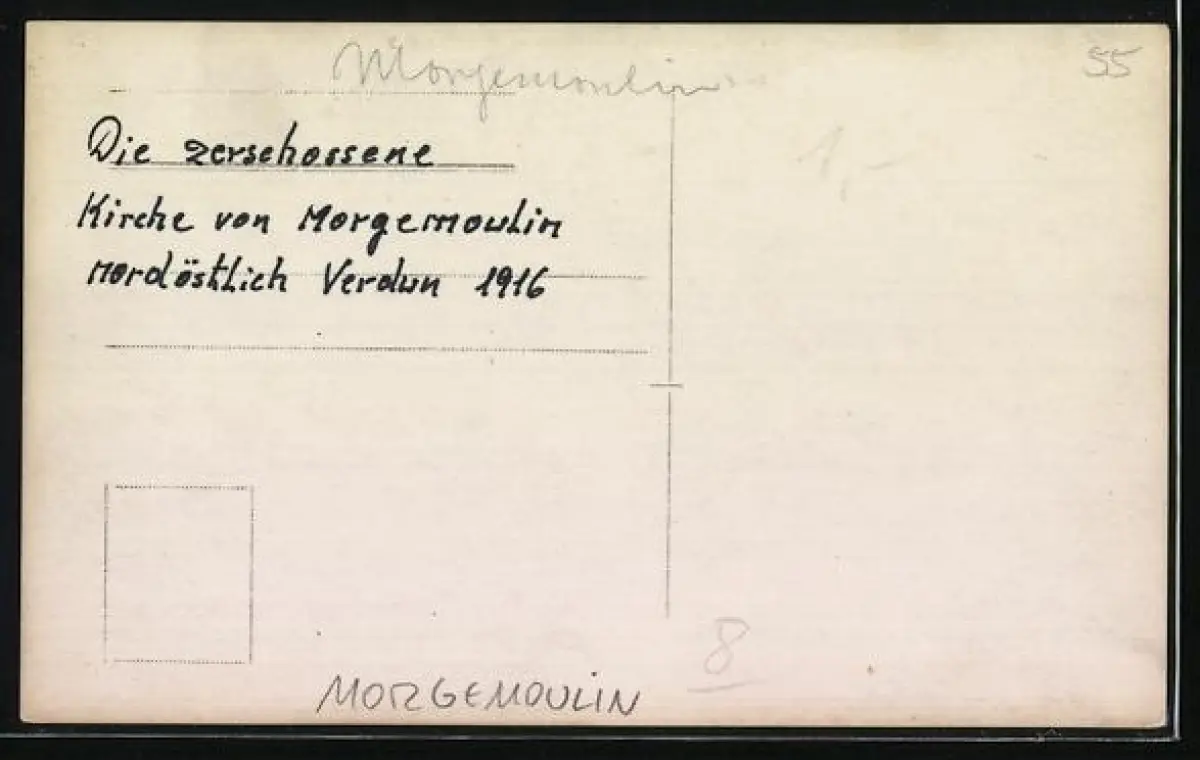 Morgemoulin
55
Die zerschossene
1,-
Kirche von Morgemoulin
nordöstlich Verdun 1916
8
MORGEMOULIN